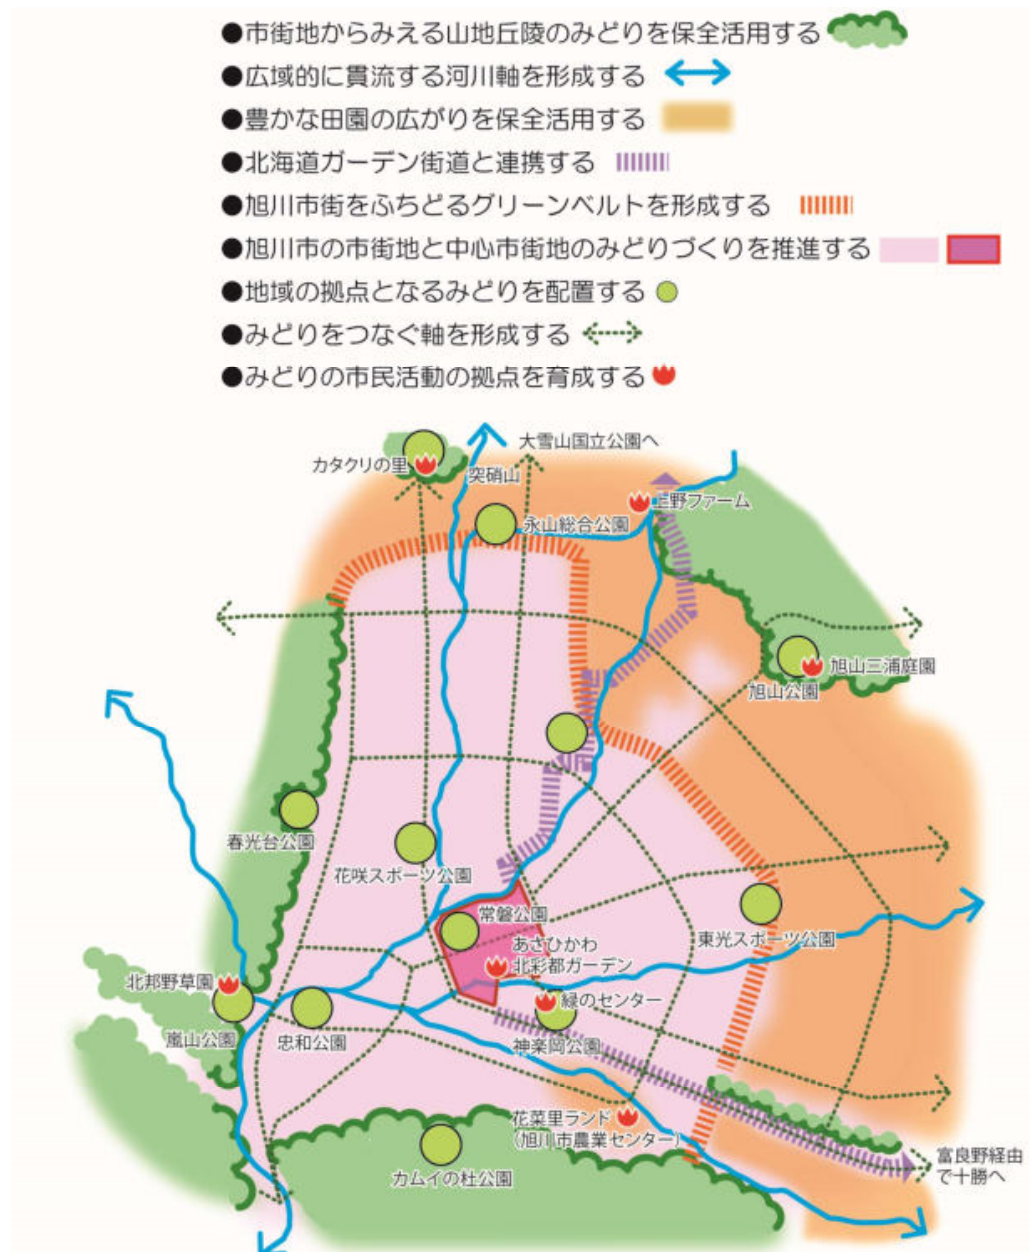 ●市街地からみえる山地丘陵のみどりを保全活用する
●広域的に貫流する河川軸を形成する
●豊かな田園の広がりを保全活用する
●北海道ガーデン街道と連携する
●旭川市街をふちどるグリーンベルトを形成する
●旭川市の市街地と中心市街地のみどりづくりを推進する
●地域の拠点となるみどりを配置する
●みどりをつなぐ軸を形成する
●みどりの市民活動の拠点を育成する
大雪山国立公園へ
カタクリの里
突硝山
上野ファーム
永山総合公園
旭山三浦庭園
旭山公園
春光台公園
花咲スポーツ公園
常磐公園
東光スポーツ公園
あさひかわ
北彩都ガーデン
北邦野草園
緑のセンター
嵐山公園
忠和公園
神楽岡公園
花菜里ランド
(旭川市農業センター)
富良野経由
で十勝へ
カムイの杜公園